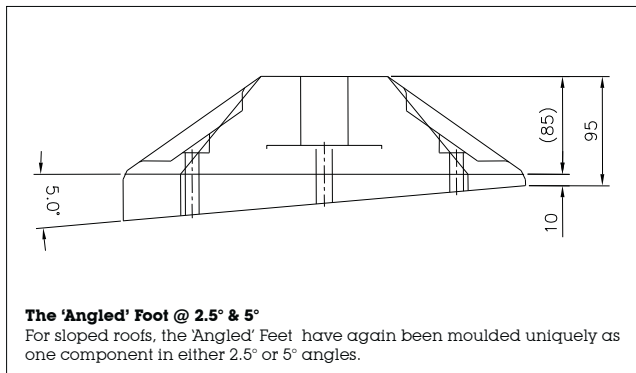 (85)
95
5.0°
10
The ‘Angled’ Foot @ 2.5° & 5°
For sloped roofs, the ‘Angled’ Feet have again been moulded uniquely as
one component in either 2.5° or 5° angles.